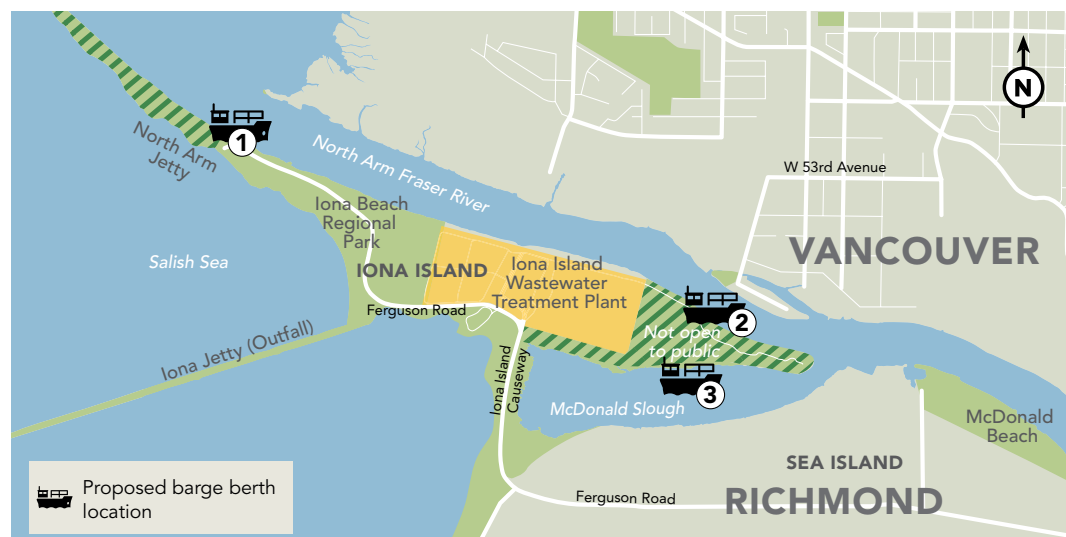 N
1
North Arm
Jetty
North Arm Fraser River
W 53rd Avenue
Iona Beach
Regional
Park
VANCOUVER
Salish Sea
IONA ISLAND
Iona Island
Wastewater
Treatment Plant
Ferguson Road
2
Not open
to public
Iona Jetty (Outfall)
Iona Island
Causeway
3
McDonald Slough
McDonald
Beach
SEA ISLAND
RICHMOND
Ferguson Road
Proposed barge berth
location